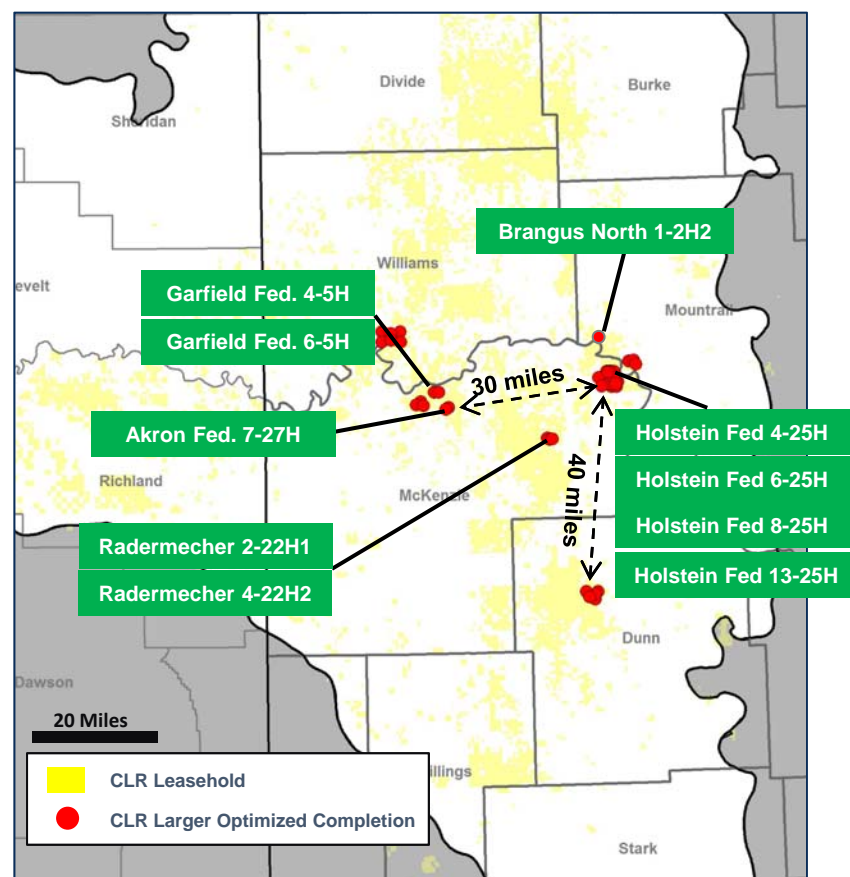 Divide
Burke
Sheridan
Brangus North 1-2H2
Williams
Garfield Fed. 4-5H
evelt
Mountrail
Garfield Fed. 6-5H
30 miles
Akron Fed. 7-27H
Holstein Fed 4-25H
Richland
Holstein Fed 6-25H
McKenzie
40 miles
Holstein Fed 8-25H
Radermecher 2-22H1
Holstein Fed 13-25H
Radermecher 4-22H2
Dunn
Dawson
20 Miles
illings
CLR Leasehold
CLR Larger Optimized Completion
Stark